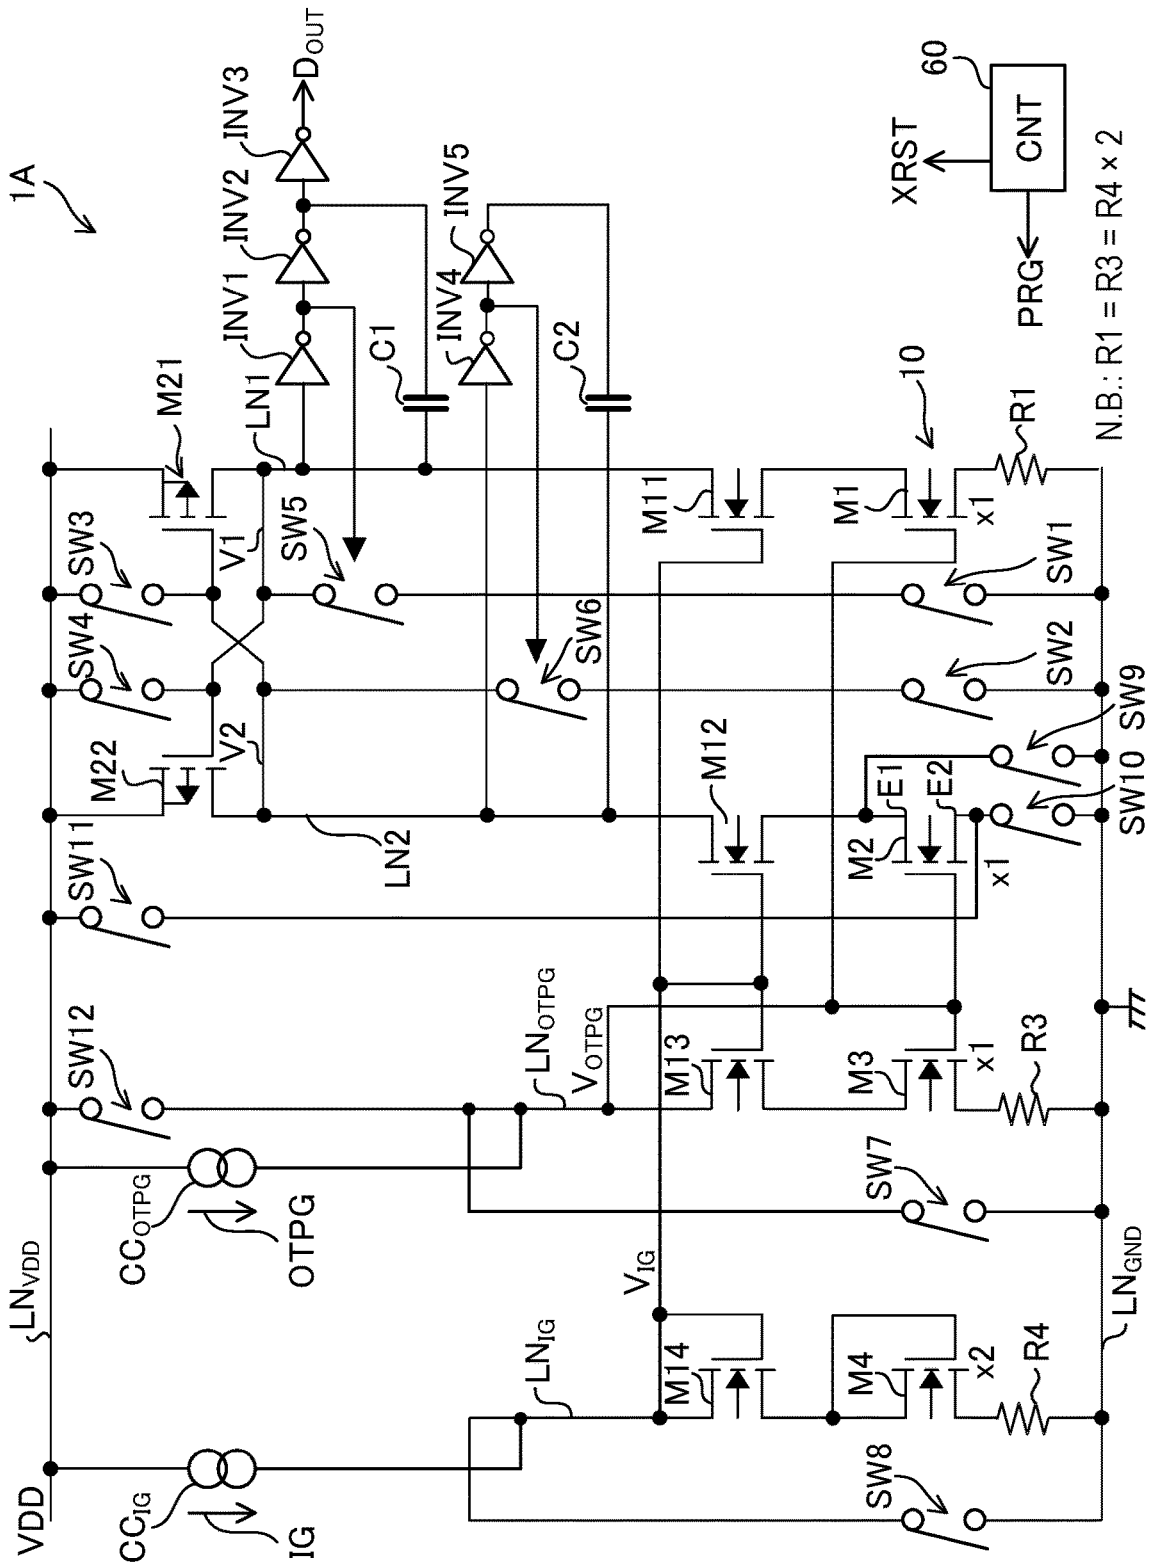 1A
VDD
LNVDD
CCIG
IG
CCOTPG
OTPG
SW12
SW11
M22
SW4
SW3
M21
V2
V1
LN1
LN2
SW5
SW6
INV1
INV2
INV3
DOUT
C1
INV4
INV5
C2
LNIG
LNOTPG
VOTPG
VIG
M14
M13
M12
M11
M4
x2
M3
x1
M2
E1
E2
x1
M1
x1
10
SW8
SW7
R4
R3
SW10
SW9
SW2
SW1
R1
LNGND
XRST
60
CNT
PRG
N.B.: R1 = R3 = R4 × 2